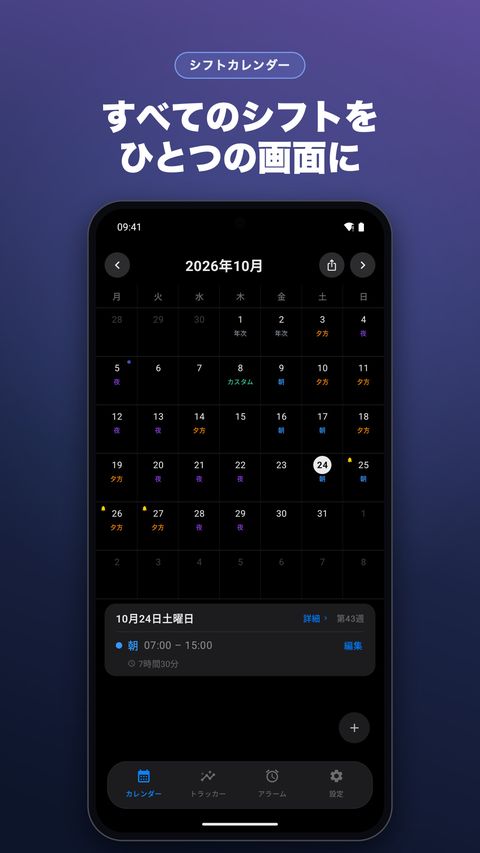 シフトカレンダー
すべてのシフトを
ひとつの画面に
09:41
2026年10月
月 火 水 木 金 土 日
28 29 30 1 2 3 4
年次 年次 夕方 夜
5 6 7 8 9 10 11
夜 カスタム 朝 夕方 夕方
12 13 14 15 16 17 18
夜 夜 夕方 朝 朝 夕方
19 20 21 22 23 24 25
夕方 夜 夜 夜 朝 朝
26 27 28 29 30 31 1
夕方 夕方 夜 夜
2 3 4 5 6 7 8
10月24日土曜日 詳細 › 第43週
朝 07:00 – 15:00 編集
7時間30分
+
カレンダー トラッカー アラーム 設定